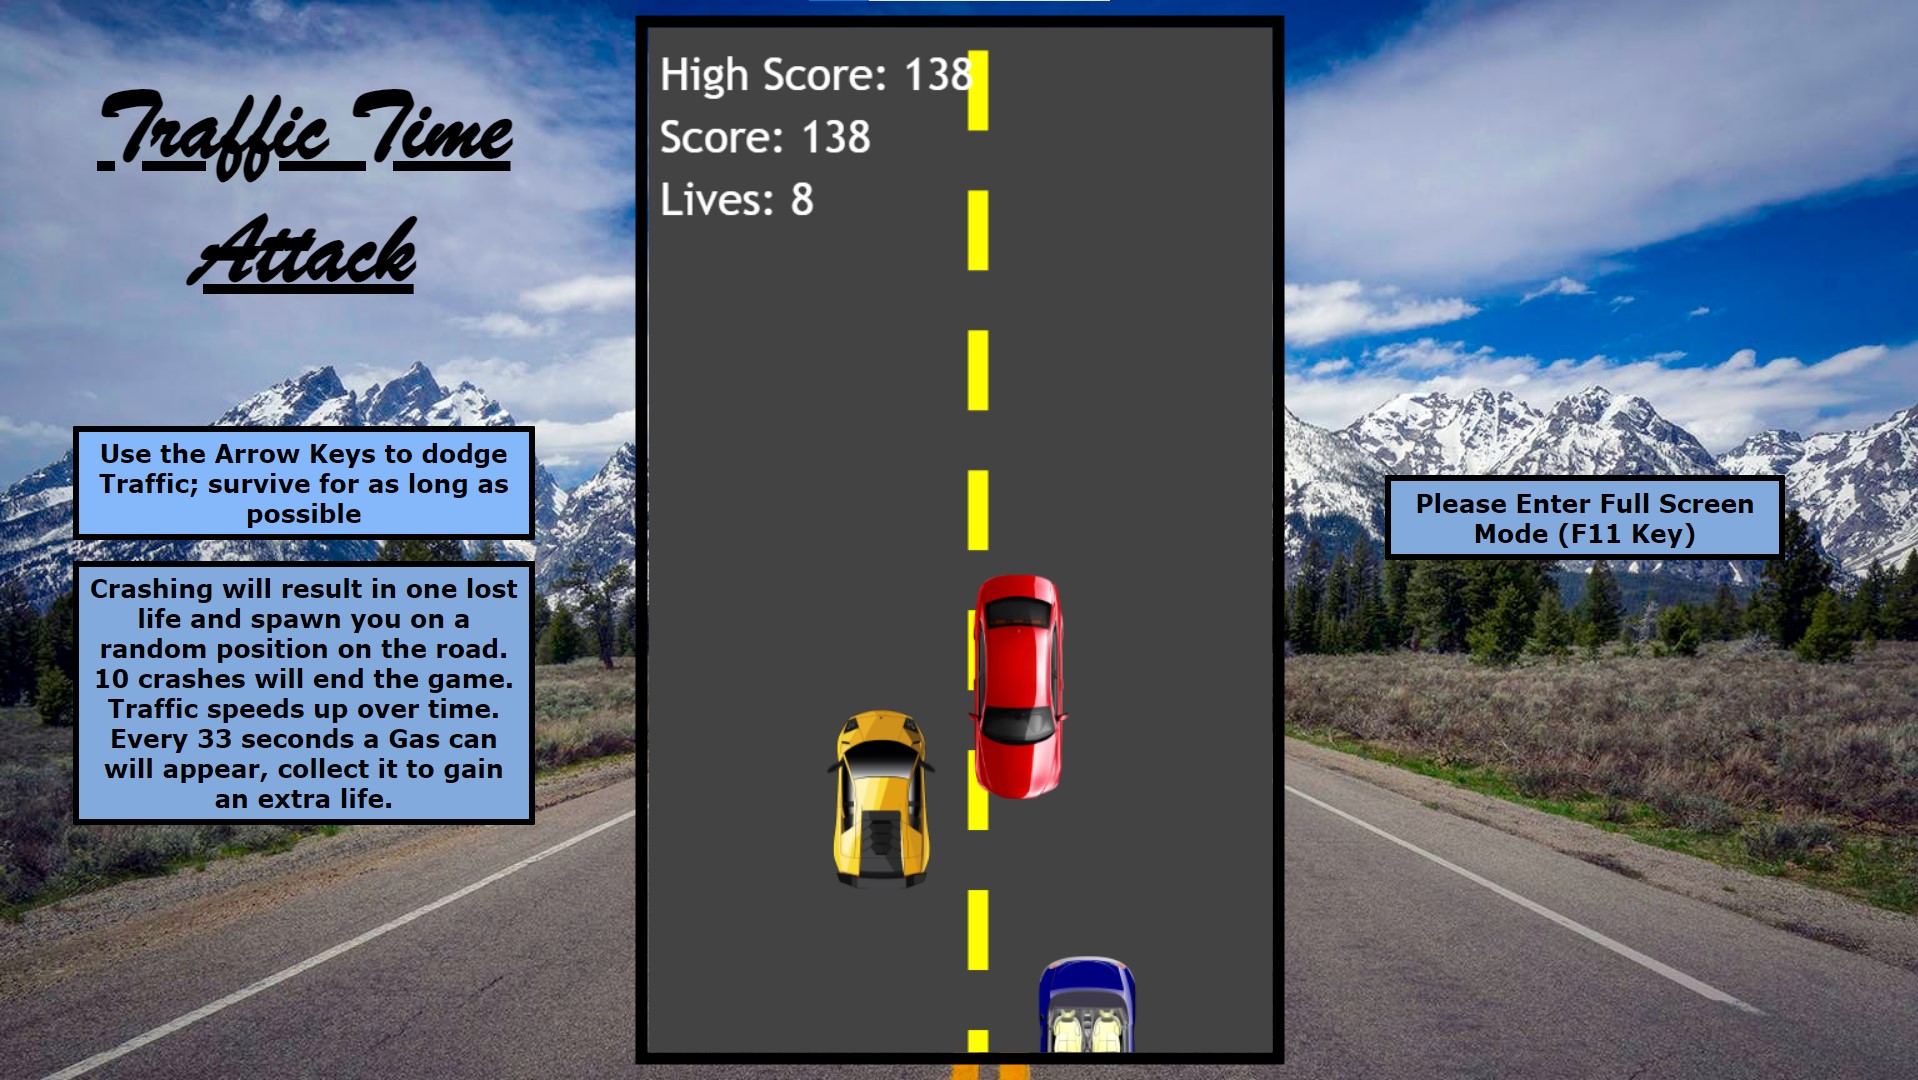 Traffic Time
Attack
High Score: 138
Score: 138
Lives: 8
Use the Arrow Keys to dodge
Traffic; survive for as long as
possible
Crashing will result in one lost
life and spawn you on a
random position on the road.
10 crashes will end the game.
Traffic speeds up over time.
Every 33 seconds a Gas can
will appear, collect it to gain
an extra life.
Please Enter Full Screen
Mode (F11 Key)